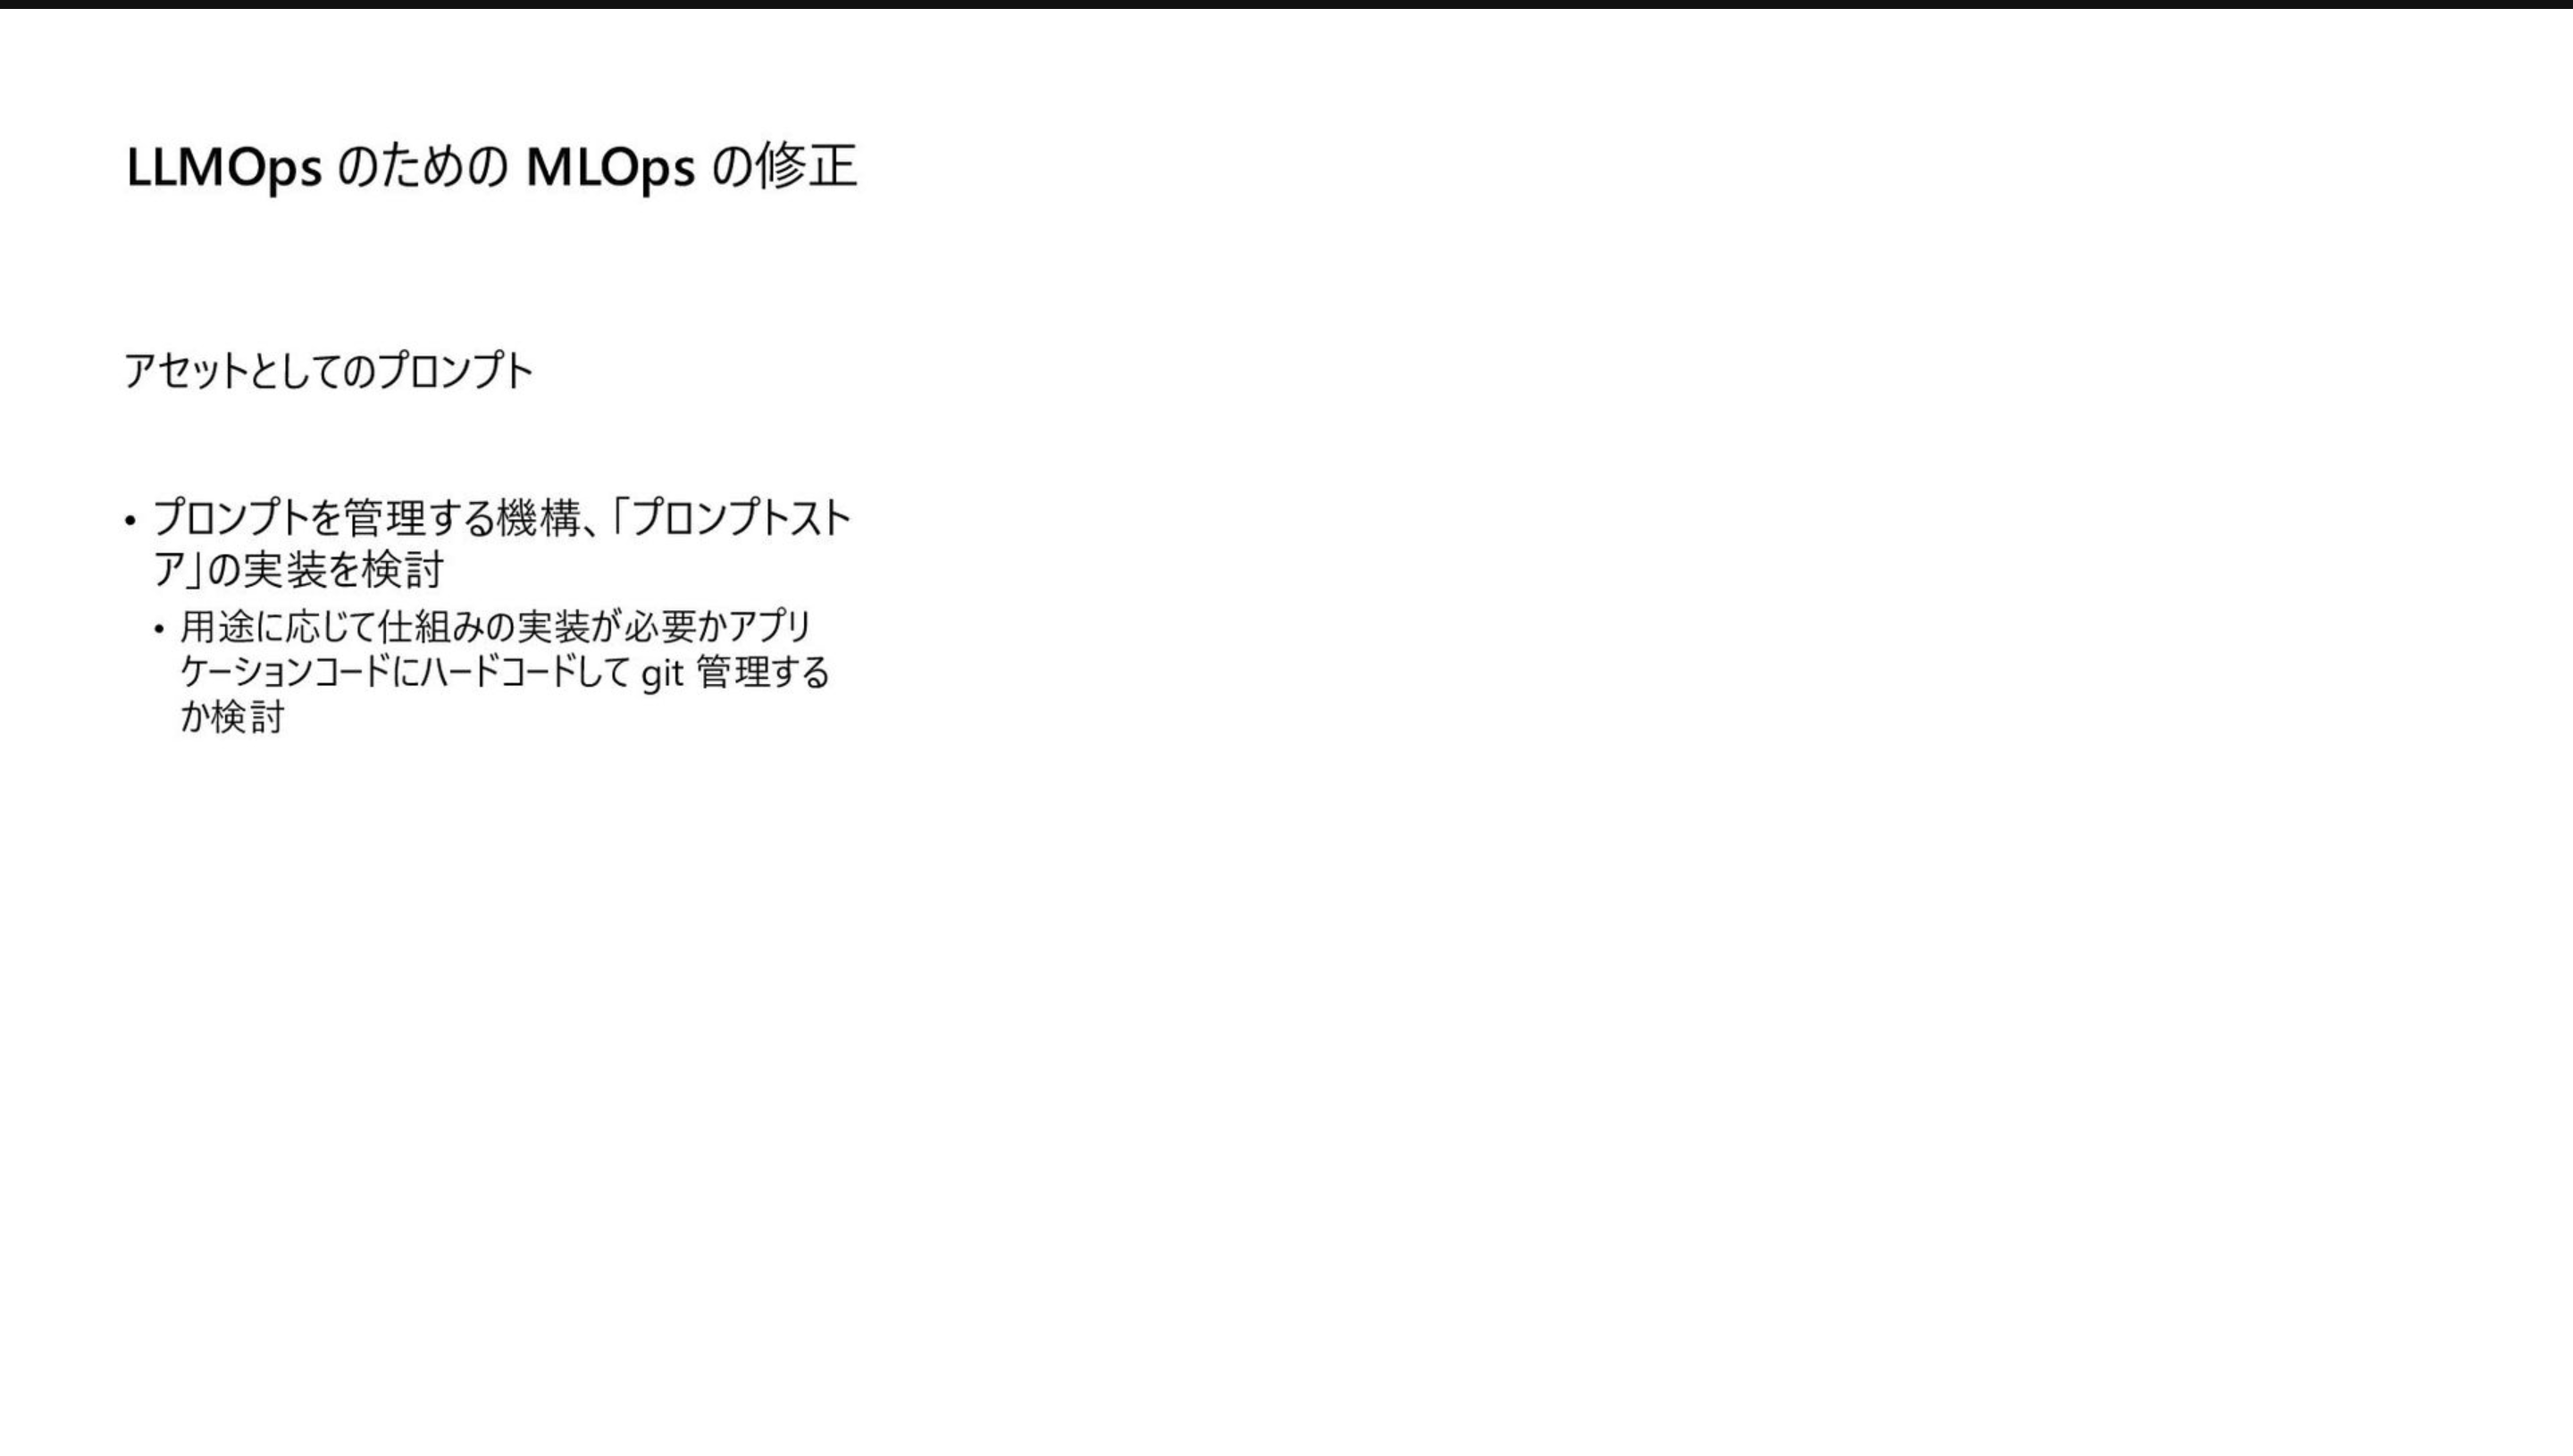 LLMOps のための MLOps の修正
アセットとしてのプロンプト
• プロンプトを管理する機構、「プロンプトスト
ア」の実装を検討
• 用途に応じて仕組みの実装が必要かアプリ
ケーションコードにハードコードして git 管理する
か検討